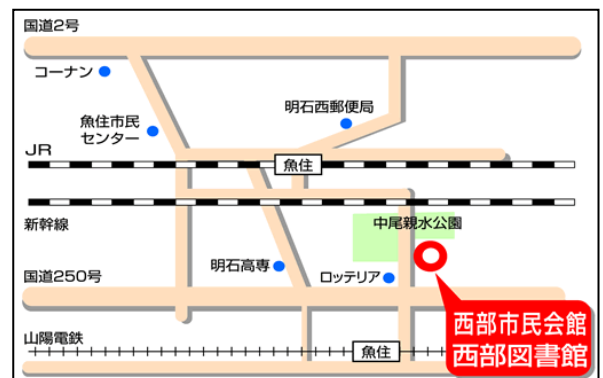 国道2号
コーナン
明石西郵便局
魚住市民
センター
JR
魚住
新幹線
中尾親水公園
明石高専
ロッテリア
国道250号
西部市民会館
西部図書館
山陽電鉄
魚住